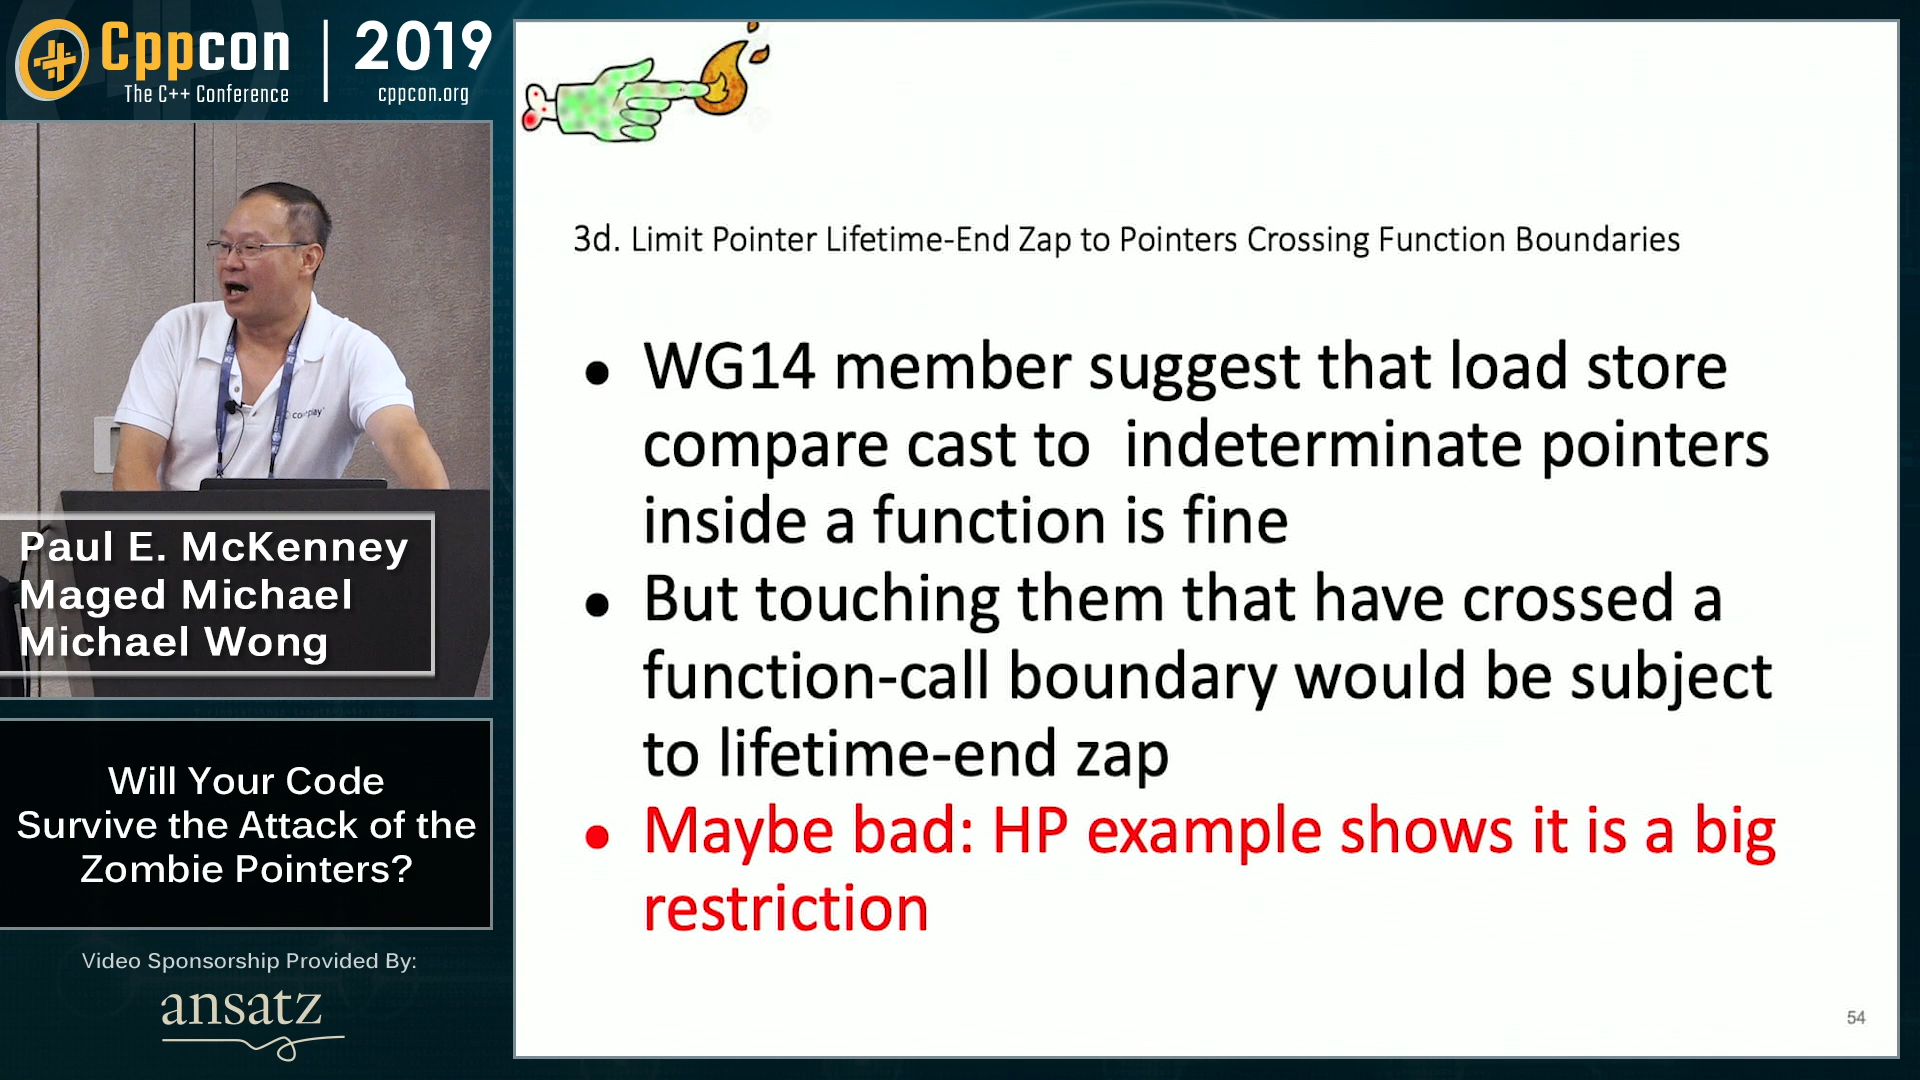 Cppcon
The C++ Conference
2019
cppcon.org
Paul E. McKenney
Maged Michael
Michael Wong
Will Your Code
Survive the Attack of the
Zombie Pointers?
Video Sponsorship Provided By:
ansatz
3d. Limit Pointer Lifetime-End Zap to Pointers Crossing Function Boundaries
• WG14 member suggest that load store
compare cast to  indeterminate pointers
inside a function is fine
• But touching them that have crossed a
function-call boundary would be subject
to lifetime-end zap
• Maybe bad: HP example shows it is a big
restriction
54